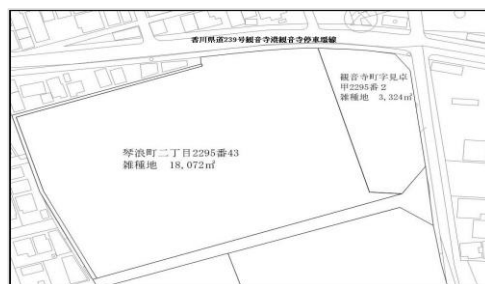 香川県道239号観音寺港観音寺停車場線
観音寺町字見卓
甲2295番2
雑種地 3,324㎡
琴浪町二丁目2295番43
雑種地 18,072㎡